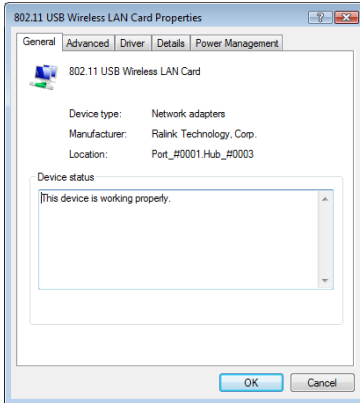 802.11 USB Wireless LAN Card Properties
General Advanced Driver Details Power Management
802.11 USB Wireless LAN Card
Device type: Network adapters
Manufacturer: Ralink Technology, Corp.
Location: Port_#0001.Hub_#0003
Device status
This device is working properly.
OK Cancel